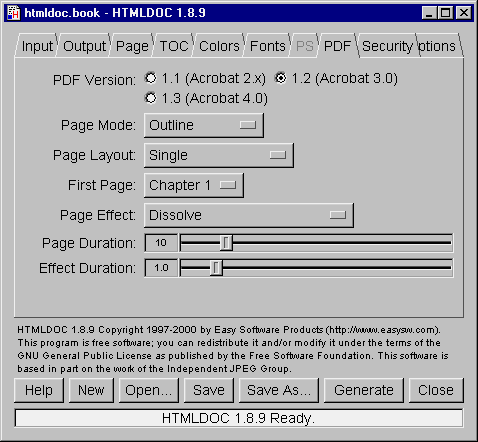 htmldoc.book - HTMLDOC 1.8.9
Input Output Page TOC Colors Fonts PS PDF Security ptions
PDF Version: 1.1 (Acrobat 2.x) 1.2 (Acrobat 3.0)
1.3 (Acrobat 4.0)
Page Mode: Outline
Page Layout: Single
First Page: Chapter 1
Page Effect: Dissolve
Page Duration: 10
Effect Duration: 1.0
HTMLDOC 1.8.9 Copyright 1997-2000 by Easy Software Products (http://www.easysw.com).
This program is free software; you can redistribute it and/or modify it under the terms of the
GNU General Public License as published by the Free Software Foundation. This software is
based in part on the work of the Independent JPEG Group.
Help New Open... Save Save As... Generate Close
HTMLDOC 1.8.9 Ready.